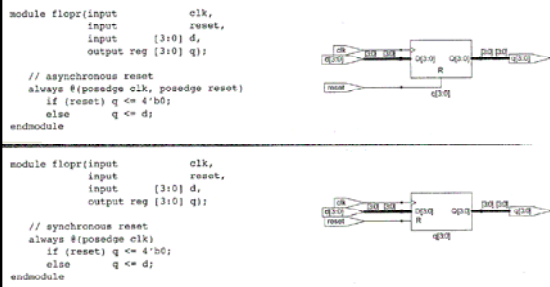 module flopr(input clk,
input reset,
input [3:0] d,
output reg [3:0] q);
// asynchronous reset
always @(posedge clk, posedge reset)
if (reset) q <= 4'b0;
else q <= d;
endmodule
clk
d[3:0]
[3:0] [3:0]
D[3:0] Q[3:0]
[3:0] [3:0]
q[3:0]
R
reset
q[3:0]
module flopr(input clk,
input reset,
input [3:0] d,
output reg [3:0] q);
// synchronous reset
always @(posedge clk)
if (reset) q <= 4'b0;
else q <= d;
endmodule
clk
d[3:0]
[3:0] [3:0]
D[3:0] Q[3:0]
[3:0] [3:0]
q[3:0]
reset
R
q[3:0]